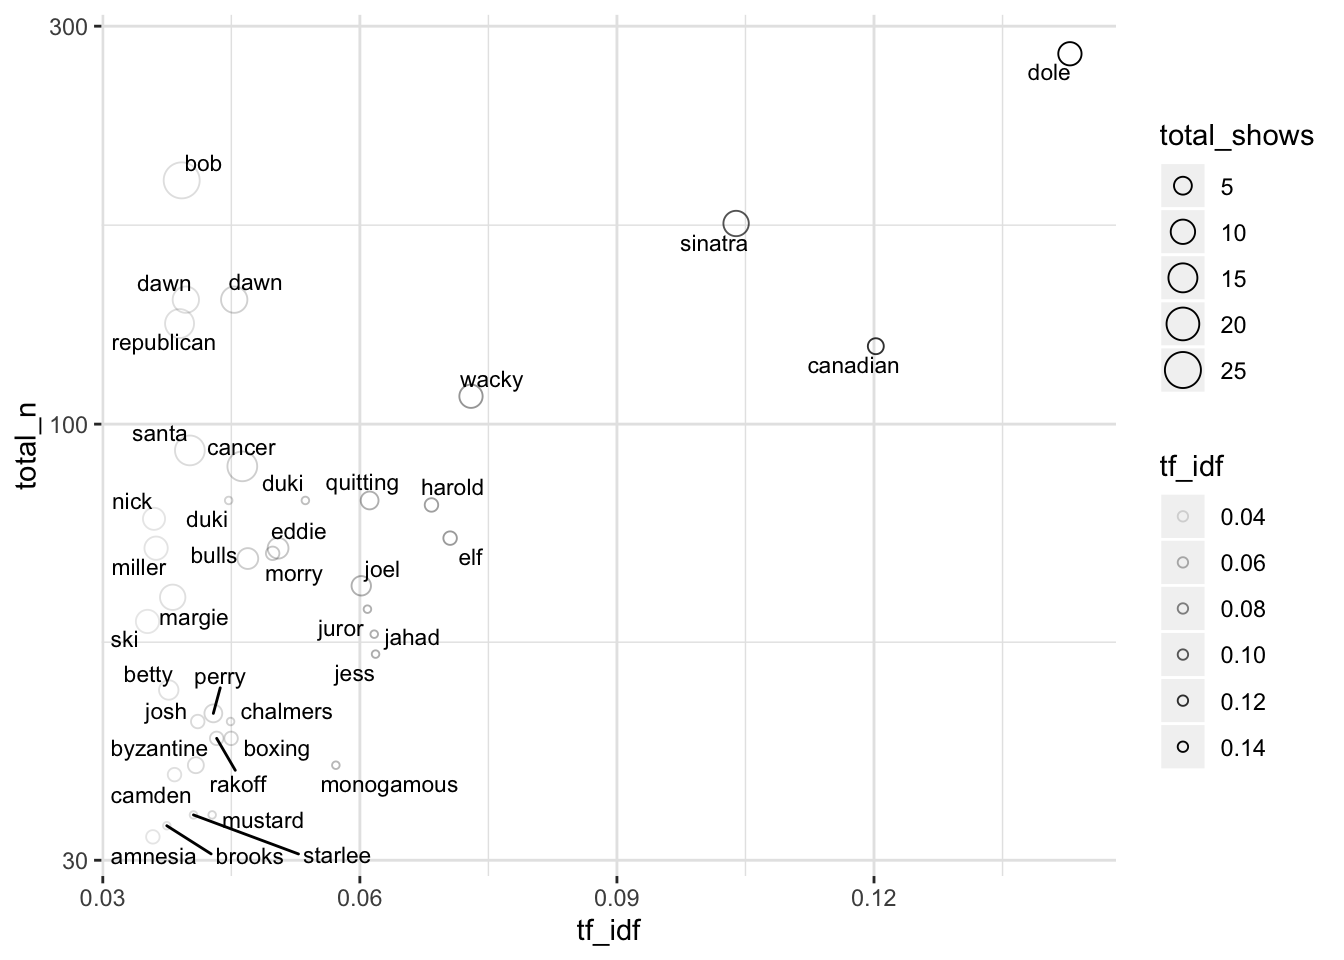 300
dole
bob
sinatra
dawn
dawn
republican
canadian
wacky
100
santa
cancer
duki
quitting
harold
nick
duki
eddie
bulls
elf
miller
morry
joel
margie
juror
jahad
ski
jess
betty
perry
josh
chalmers
byzantine
boxing
rakoff
monogamous
camden
mustard
amnesia
brooks
starlee
30
0.03
0.06
0.09
0.12
tf_idf
total_n
total_shows
5
10
15
20
25
tf_idf
0.04
0.06
0.08
0.10
0.12
0.14